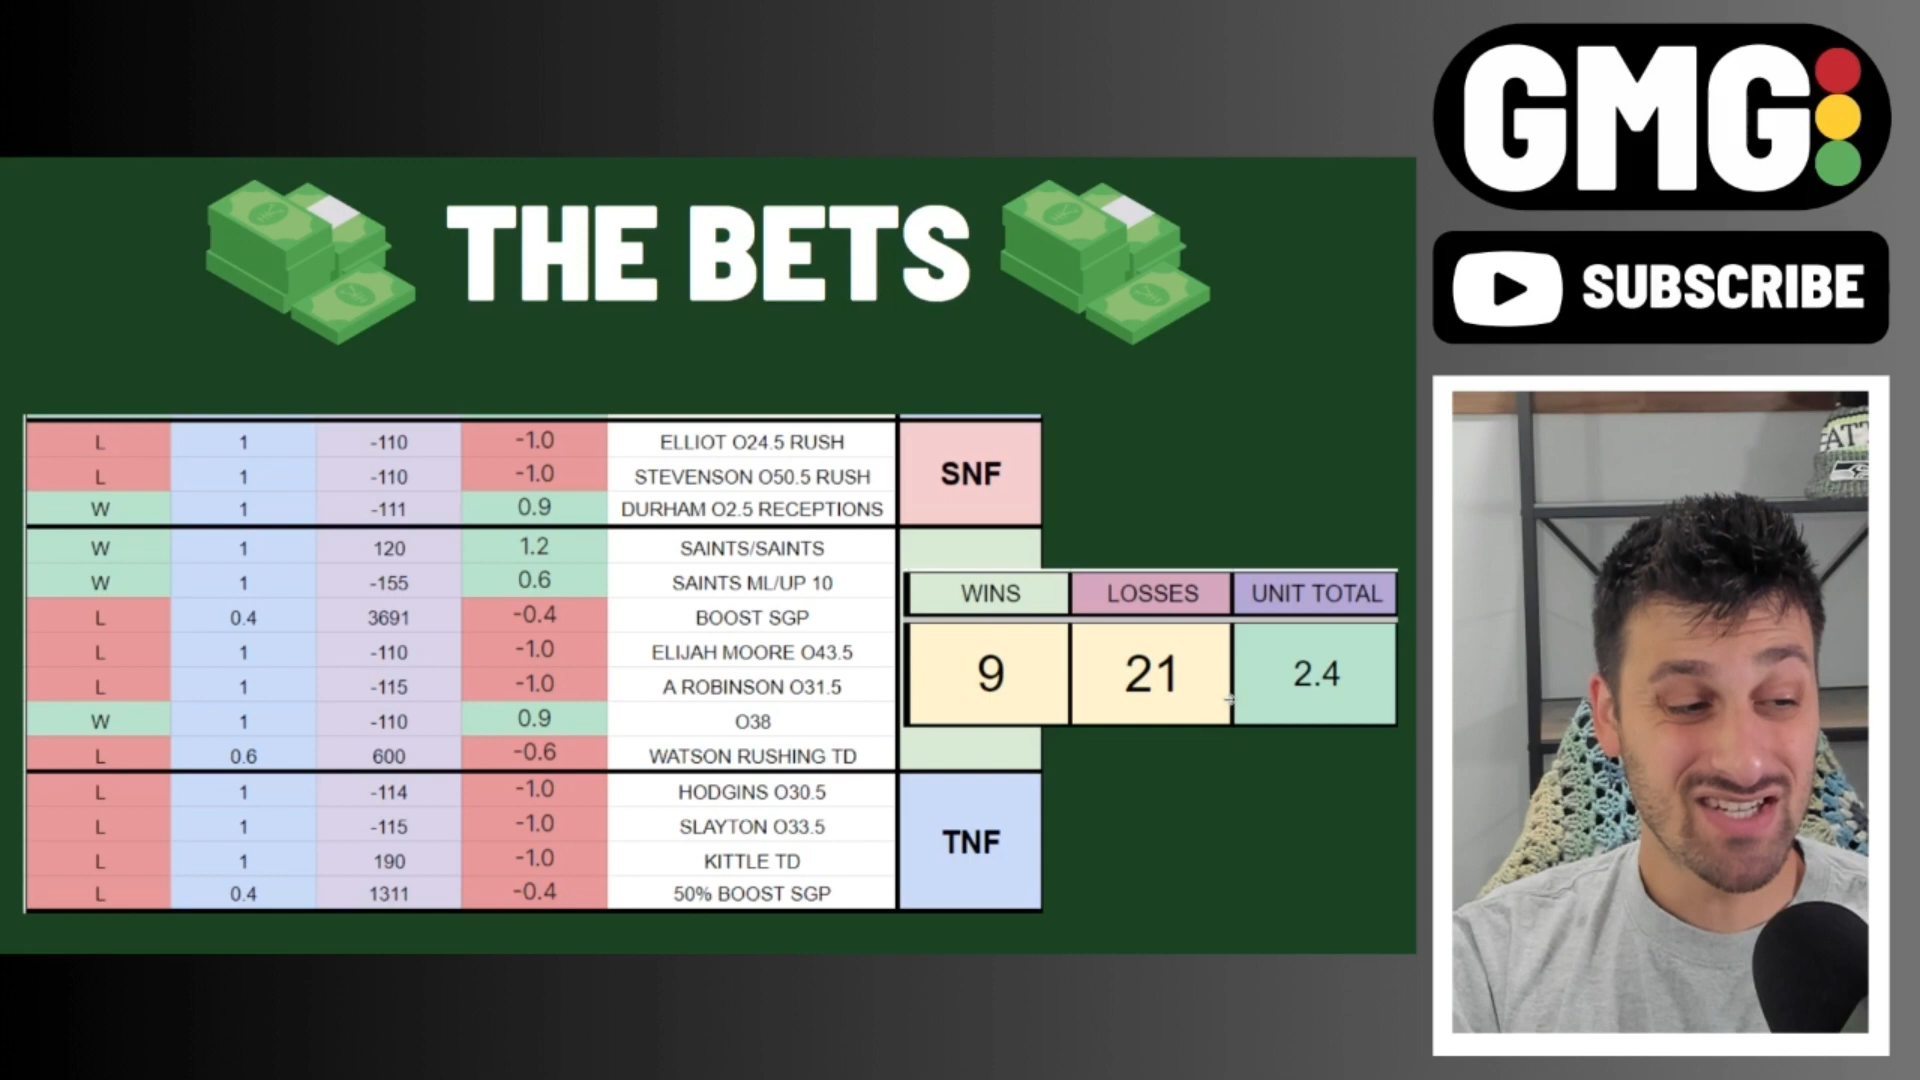 GMG
SUBSCRIBE
THE BETS
L 1 -110 -1.0 ELLIOT O24.5 RUSH
L 1 -110 -1.0 STEVENSON O50.5 RUSH
W 1 -111 0.9 DURHAM O2.5 RECEPTIONS
SNF
W 1 120 1.2 SAINTS/SAINTS
W 1 -155 0.6 SAINTS ML/UP 10
L 0.4 3691 -0.4 BOOST SGP
L 1 -110 -1.0 ELIJAH MOORE O43.5
L 1 -115 -1.0 A ROBINSON O31.5
W 1 -110 0.9 O38
L 0.6 600 -0.6 WATSON RUSHING TD
L 1 -114 -1.0 HODGINS O30.5
L 1 -115 -1.0 SLAYTON O33.5
L 1 190 -1.0 KITTLE TD
L 0.4 1311 -0.4 50% BOOST SGP
TNF
WINS LOSSES UNIT TOTAL
9 21 2.4